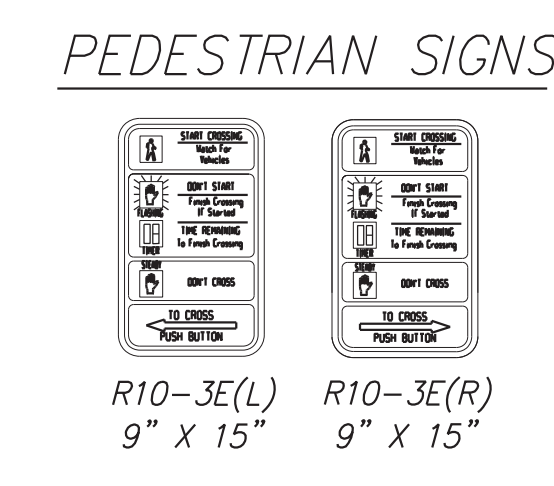 PEDESTRIAN SIGNS
START CROSSING
Watch For
Vehicles
DON'T START
Finish Crossing
If Started
FLASHING
TIME REMAINING
To Finish Crossing
TIMER
STEADY
DON'T CROSS
TO CROSS
PUSH BUTTON
R10-3E(L)
9" X 15"
START CROSSING
Watch For
Vehicles
DON'T START
Finish Crossing
If Started
FLASHING
TIME REMAINING
To Finish Crossing
TIMER
STEADY
DON'T CROSS
TO CROSS
PUSH BUTTON
R10-3E(R)
9" X 15"